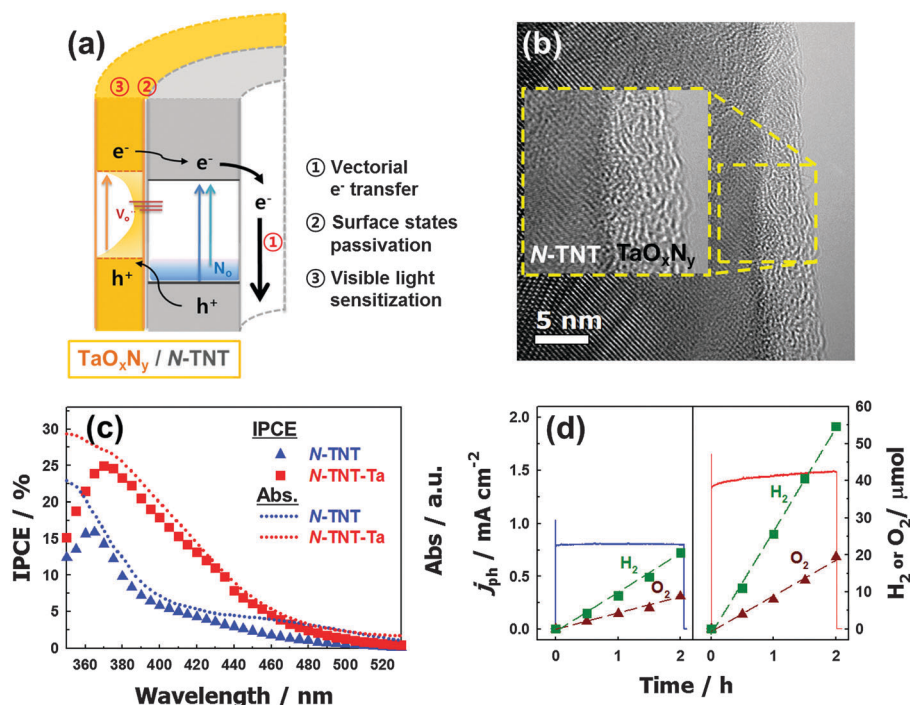 (a)
③ ②
e⁻
e⁻
e⁻
V₀¨
N₀
①
h⁺
h⁺
① Vectorial
e⁻ transfer
② Surface states
passivation
③ Visible light
sensitization
TaOₓNᵧ / N-TNT
(b)
N-TNT TaOₓNᵧ
5 nm
(c)
IPCE / %
30
25
20
15
10
5
0
IPCE
N-TNT
N-TNT-Ta
Abs.
N-TNT
N-TNT-Ta
Abs / a.u.
360 380 400 420 440 460 480 500 520
Wavelength / nm
(d)
jₚₕ / mA cm⁻²
2.0
1.5
1.0
0.5
0.0
H₂
O₂
H₂
O₂
60
50
40
30
20
10
0
H₂ or O₂/ μmol
0 1 2 0 1 2
Time / h